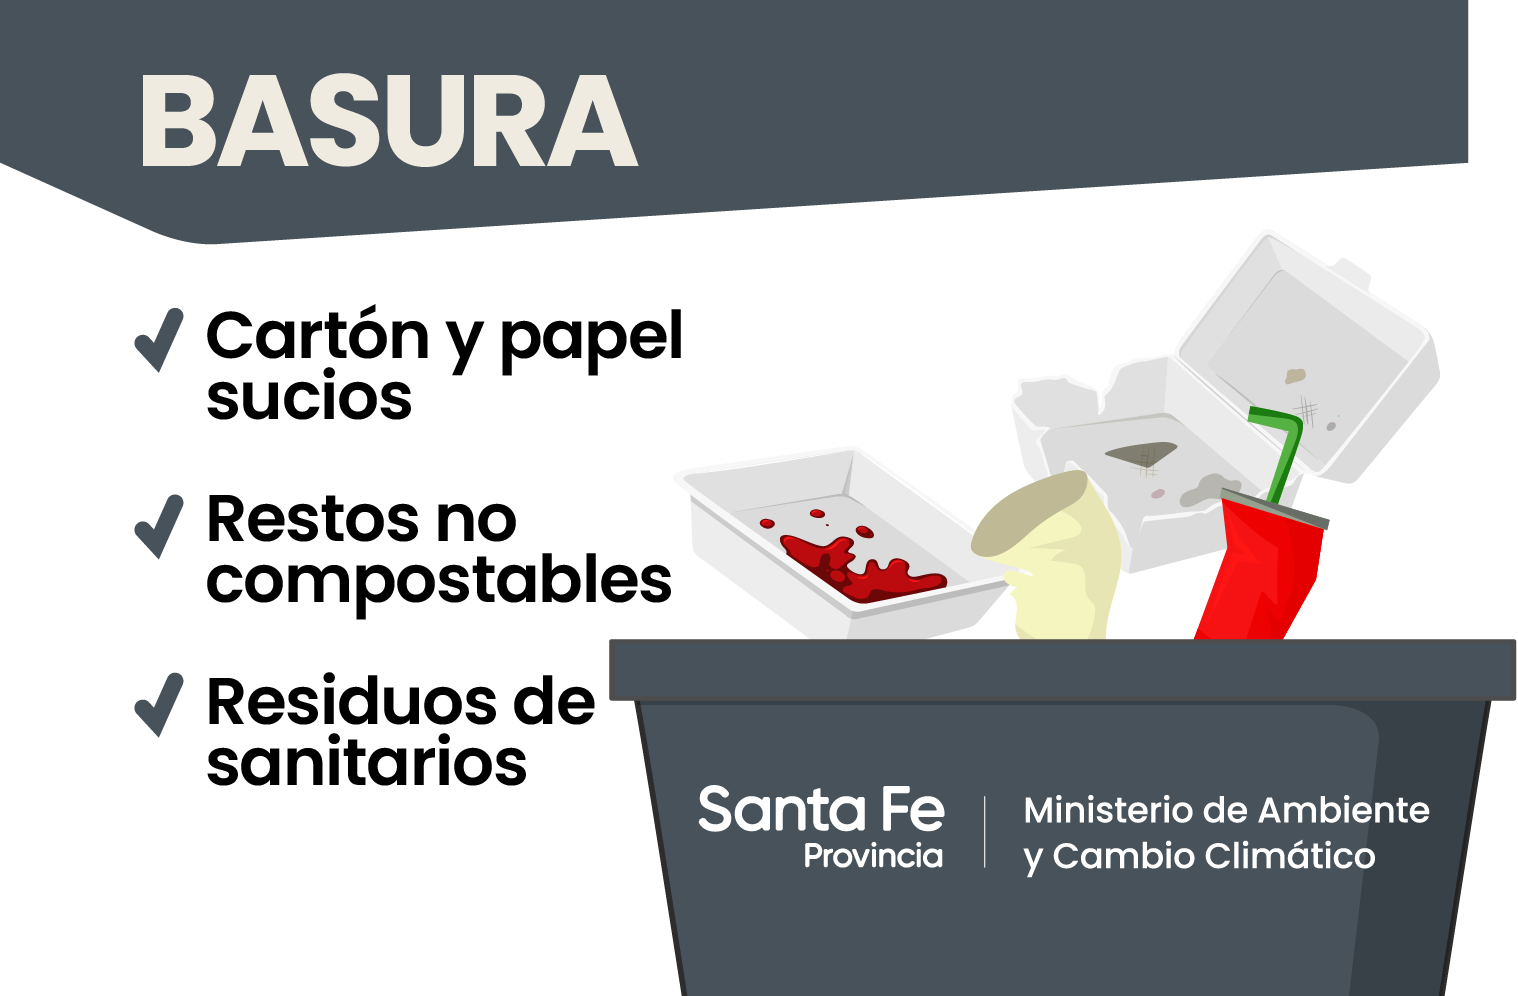 BASURA
Cartón y papel
sucios
Restos no
compostables
Residuos de
sanitarios
Santa Fe
Provincia
Ministerio de Ambiente
y Cambio Climático